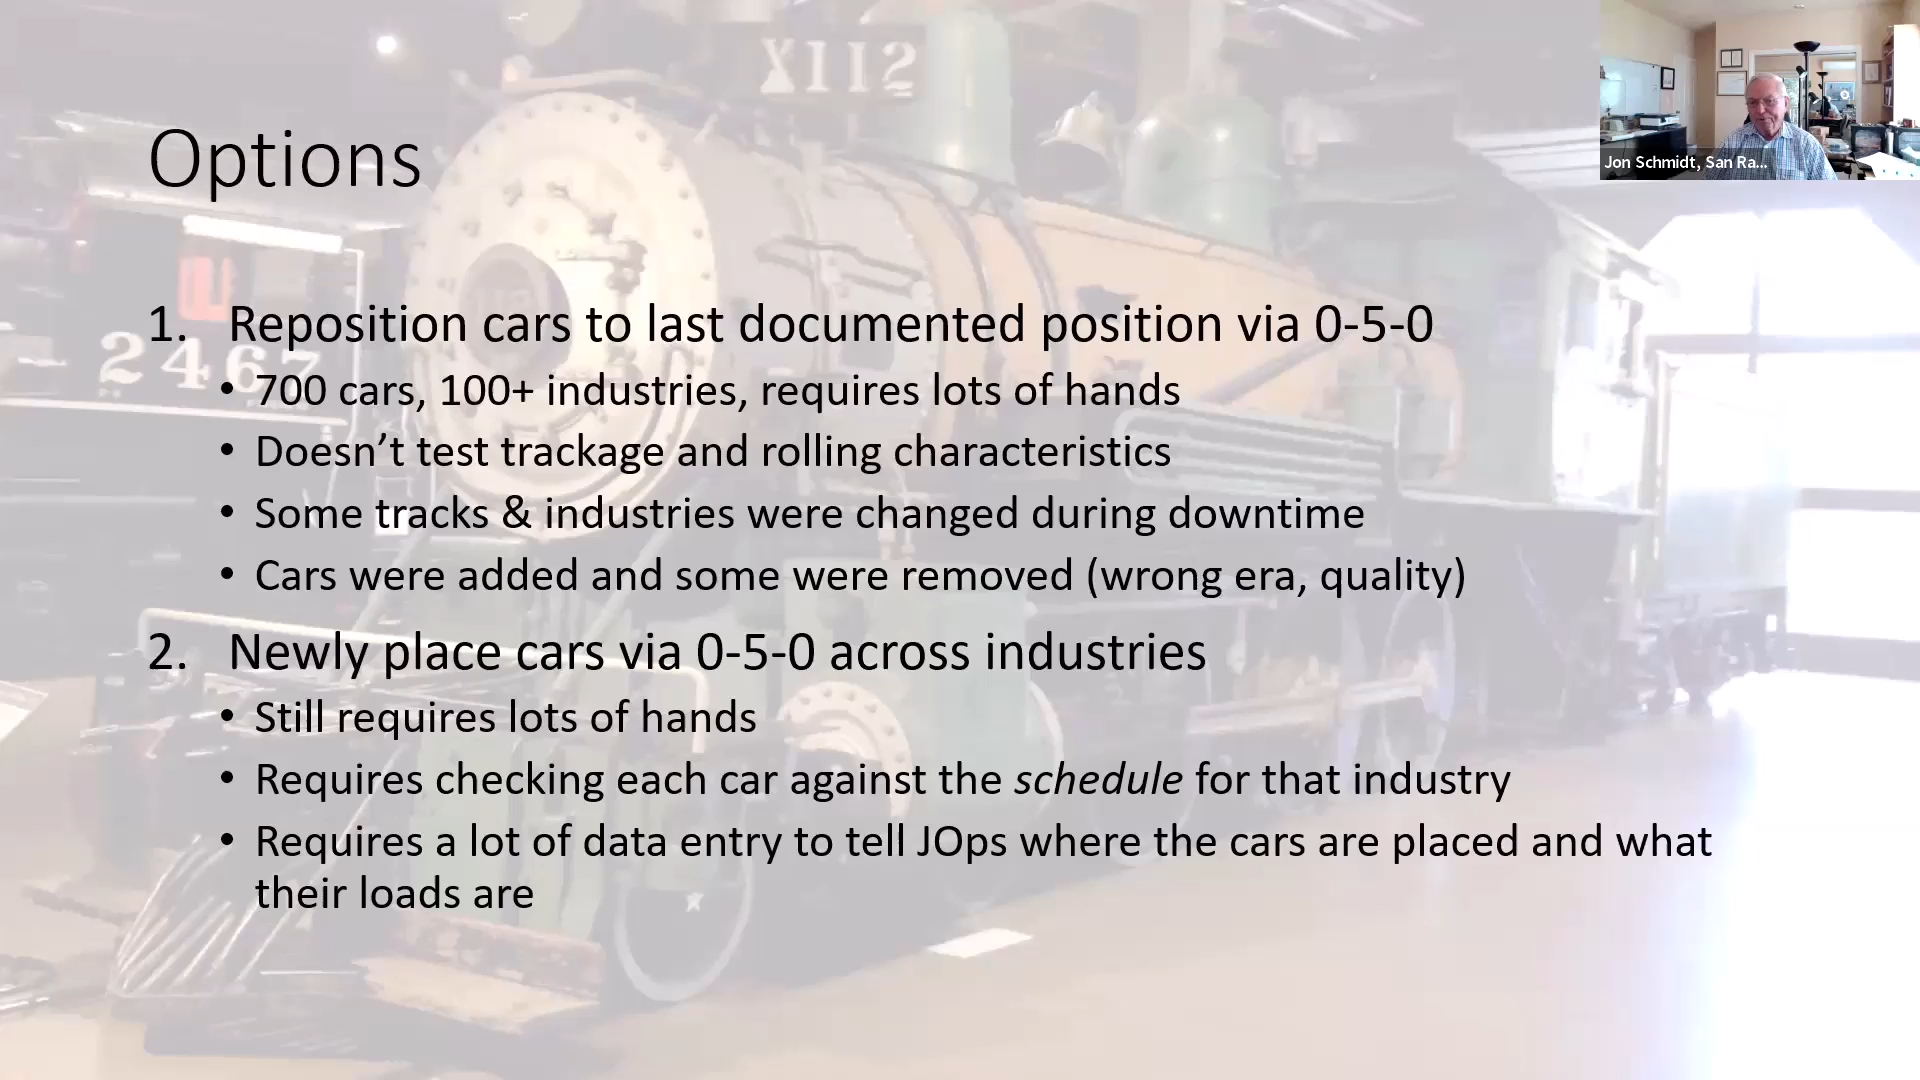 X112
Jon Schmidt, San Ra...
Options
2467
1. Reposition cars to last documented position via 0-5-0
• 700 cars, 100+ industries, requires lots of hands
• Doesn’t test trackage and rolling characteristics
• Some tracks & industries were changed during downtime
• Cars were added and some were removed (wrong era, quality)
2. Newly place cars via 0-5-0 across industries
• Still requires lots of hands
• Requires checking each car against the schedule for that industry
• Requires a lot of data entry to tell JOps where the cars are placed and what
their loads are